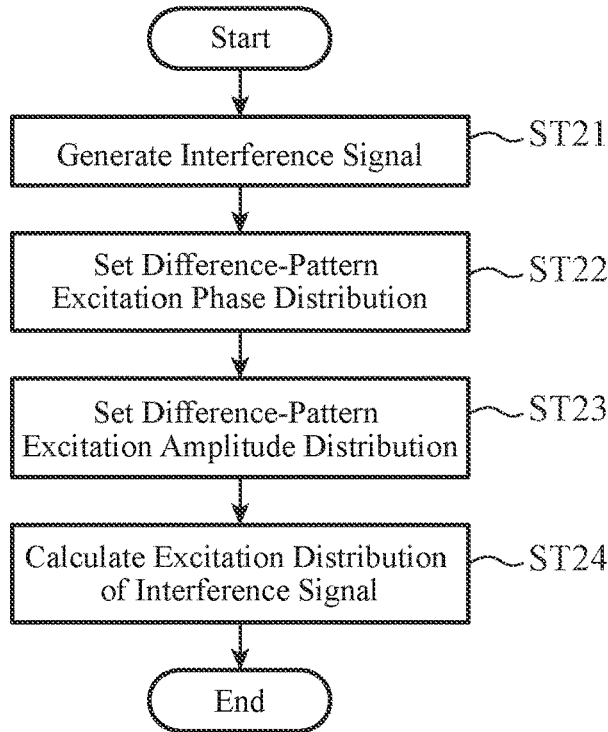 Start
Generate Interference Signal
ST21
Set Difference-Pattern
Excitation Phase Distribution
ST22
Set Difference-Pattern
Excitation Amplitude Distribution
ST23
Calculate Excitation Distribution
of Interference Signal
ST24
End